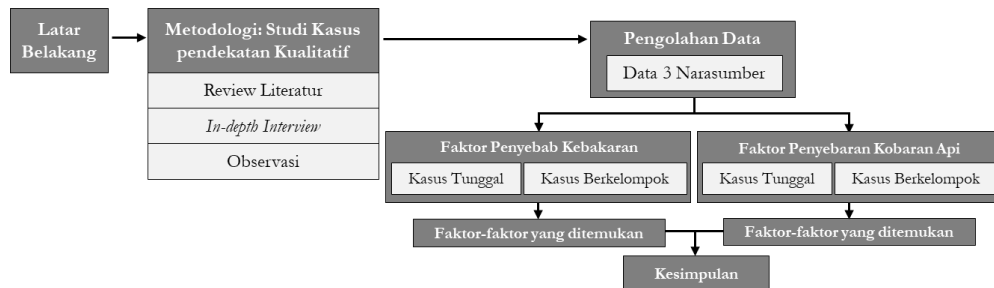 Latar
Belakang
Metodologi: Studi Kasus
pendekatan Kualitatif
Review Literatur
In-depth Interview
Observasi
Pengolahan Data
Data 3 Narasumber
Faktor Penyebab Kebakaran
Kasus Tunggal
Kasus Berkelompok
Faktor Penyebaran Kobaran Api
Kasus Tunggal
Kasus Berkelompok
Faktor-faktor yang ditemukan
Faktor-faktor yang ditemukan
Kesimpulan